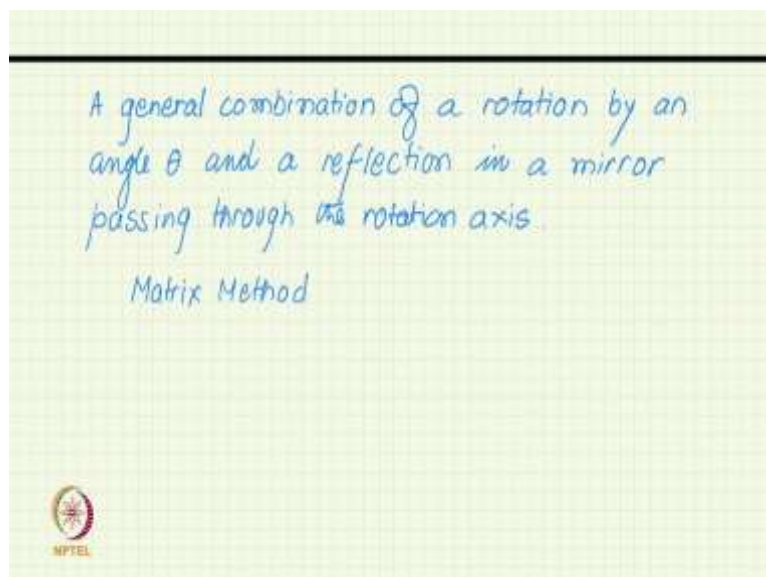 A general combination of a rotation by an
angle θ and a reflection in a mirror
passing through the rotation axis.
Matrix Method
NPTEL